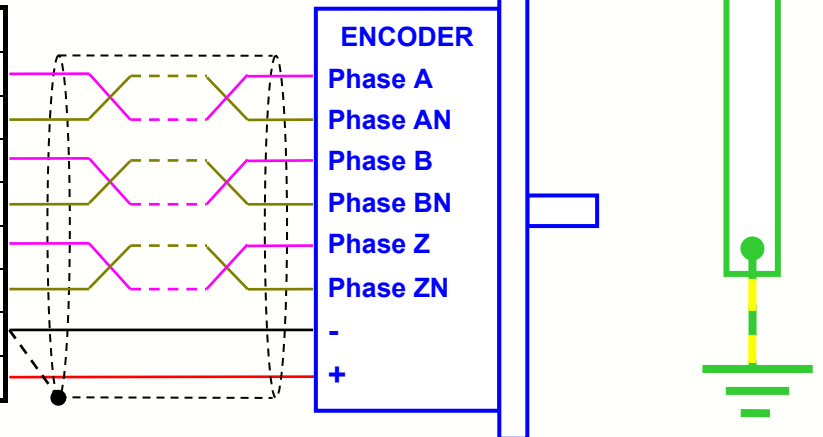 ENCODER
Phase A
Phase AN
Phase B
Phase BN
Phase Z
Phase ZN
-
+